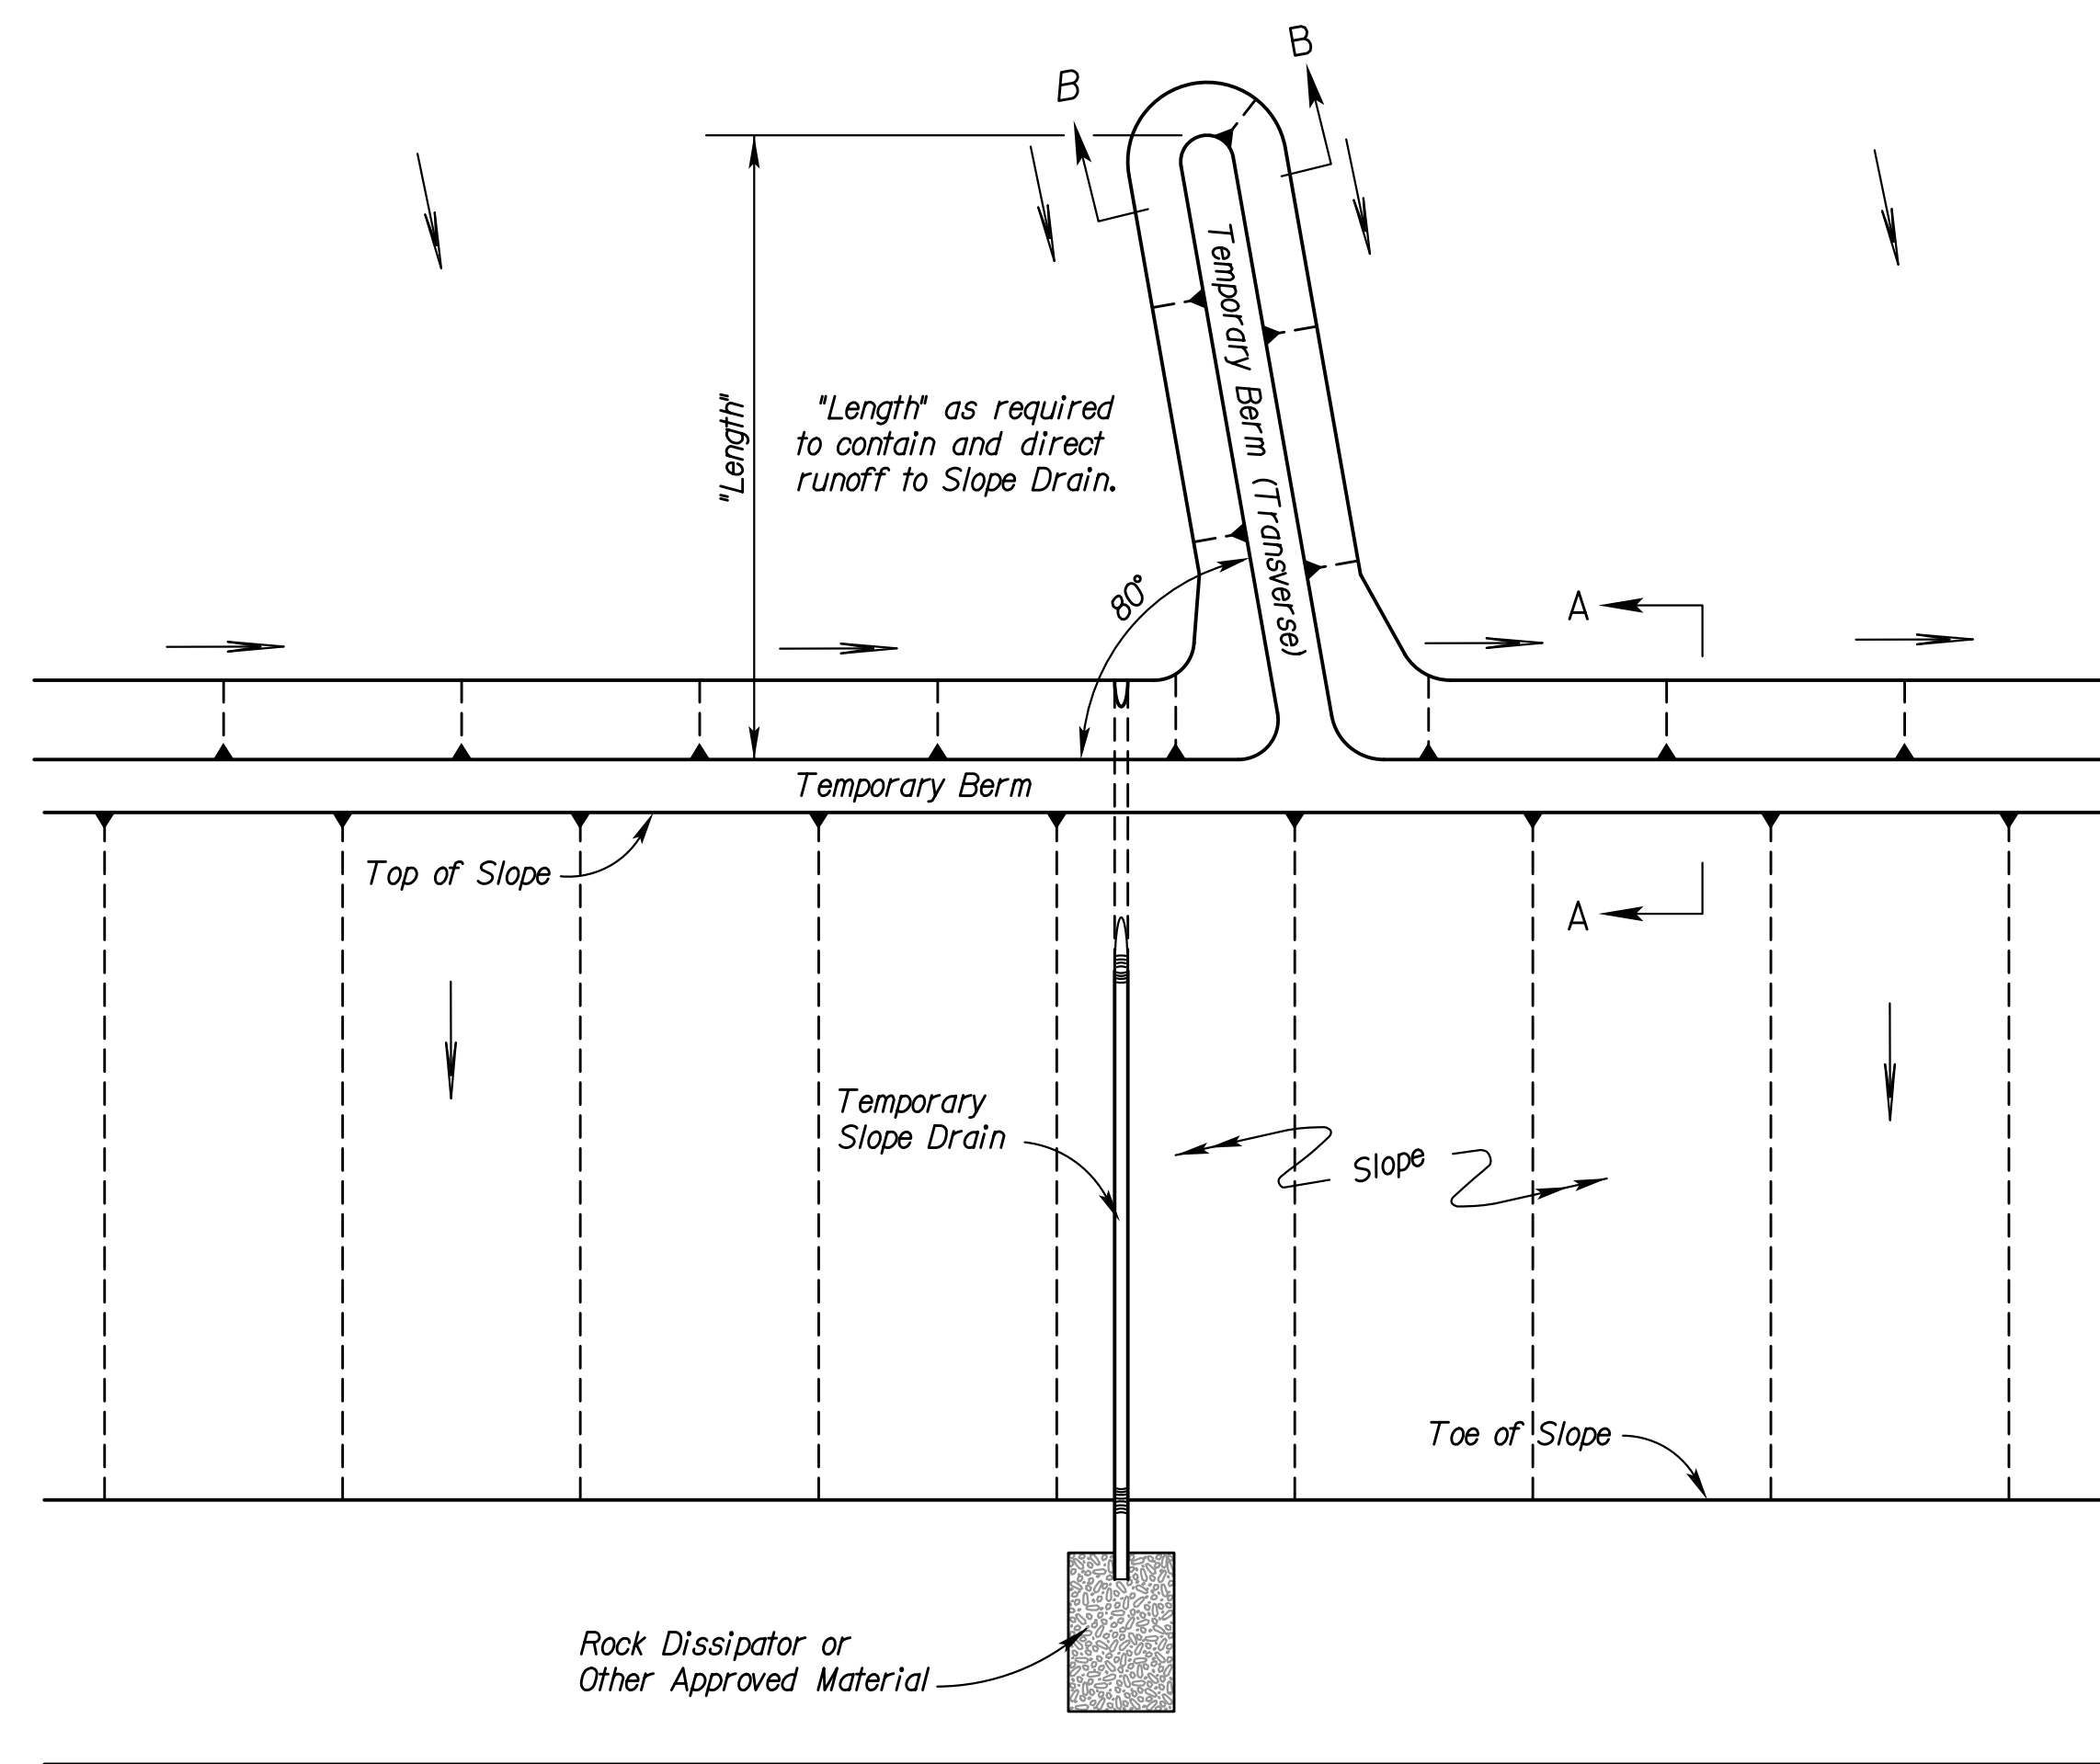 B
B
"Length"
"Length" as required
to contain and direct
runoff to Slope Drain.
Temporary Berm (Transverse)
80°
A
Temporary Berm
Top of Slope
A
Temporary
Slope Drain
Slope
Toe of Slope
Rock Dissipator or
Other Approved Material